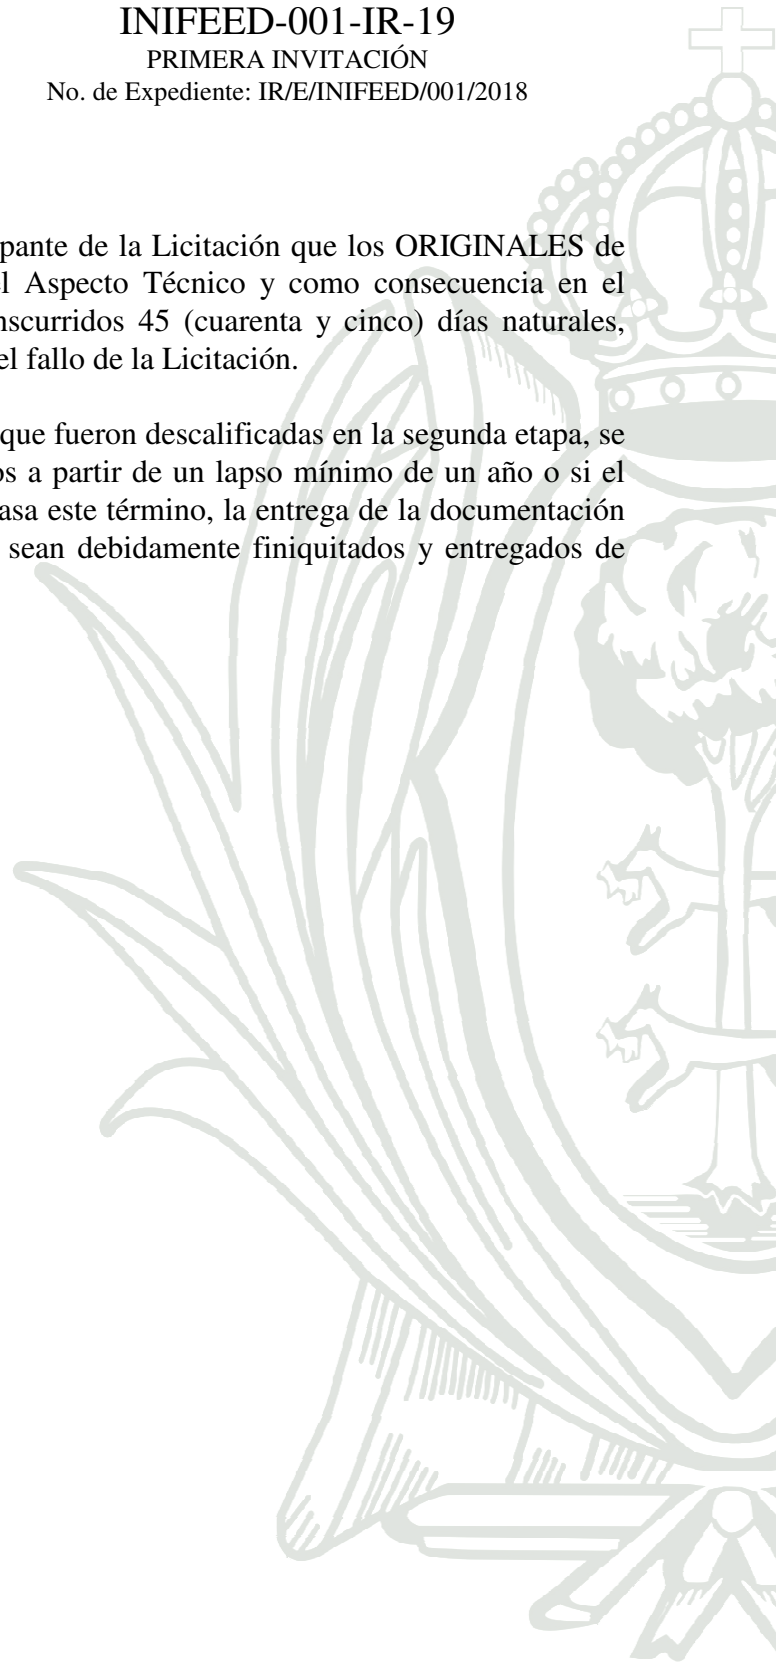 INIFEED-001-IR-19
PRIMERA INVITACIÓN
No. de Expediente: IR/E/INIFEED/001/2018
pante de la Licitación que los ORIGINALES de
l Aspecto Técnico y como consecuencia en el
nscurridos 45 (cuarenta y cinco) días naturales,
el fallo de la Licitación.
que fueron descalificadas en la segunda etapa, se
os a partir de un lapso mínimo de un año o si el
asa este término, la entrega de la documentación
sean debidamente finiquitados y entregados de